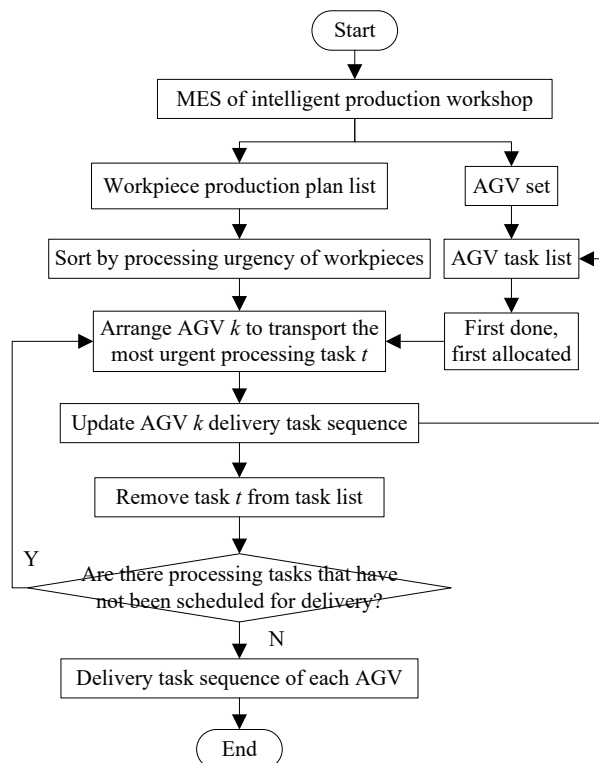 Start
MES of intelligent production workshop
Workpiece production plan list
AGV set
Sort by processing urgency of workpieces
AGV task list
Arrange AGV k to transport the
most urgent processing task t
First done,
first allocated
Update AGV k delivery task sequence
Remove task t from task list
Y
Are there processing tasks that have
not been scheduled for delivery?
N
Delivery task sequence of each AGV
End